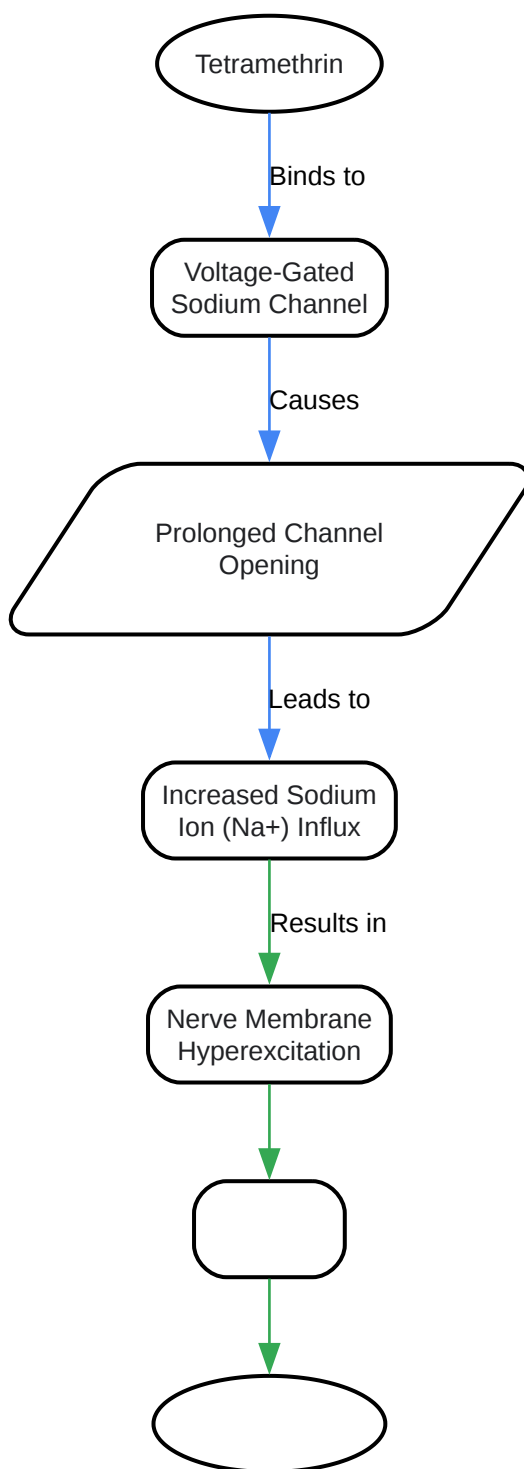 Tetramethrin
Binds to
Voltage-Gated
Sodium Channel
Causes
Prolonged Channel
Opening
Leads to
Increased Sodium
Ion (Na+) Influx
Results in
Nerve Membrane
Hyperexcitation